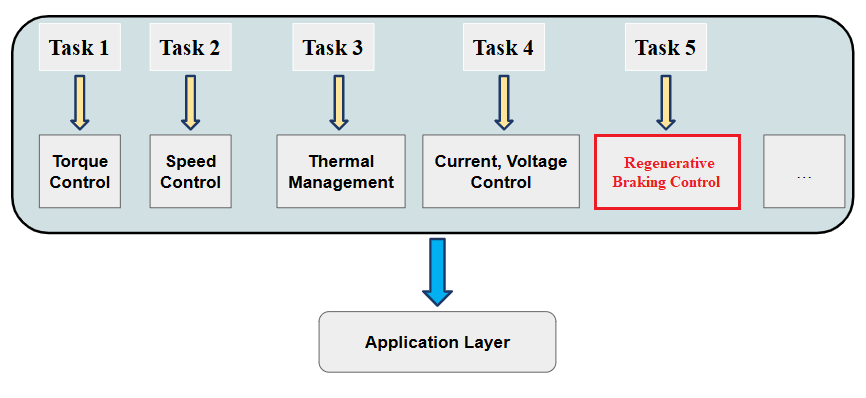 Task 1
Task 2
Task 3
Task 4
Task 5
Torque
Control
Speed
Control
Thermal
Management
Current, Voltage
Control
Regenerative
Braking Control
...
Application Layer